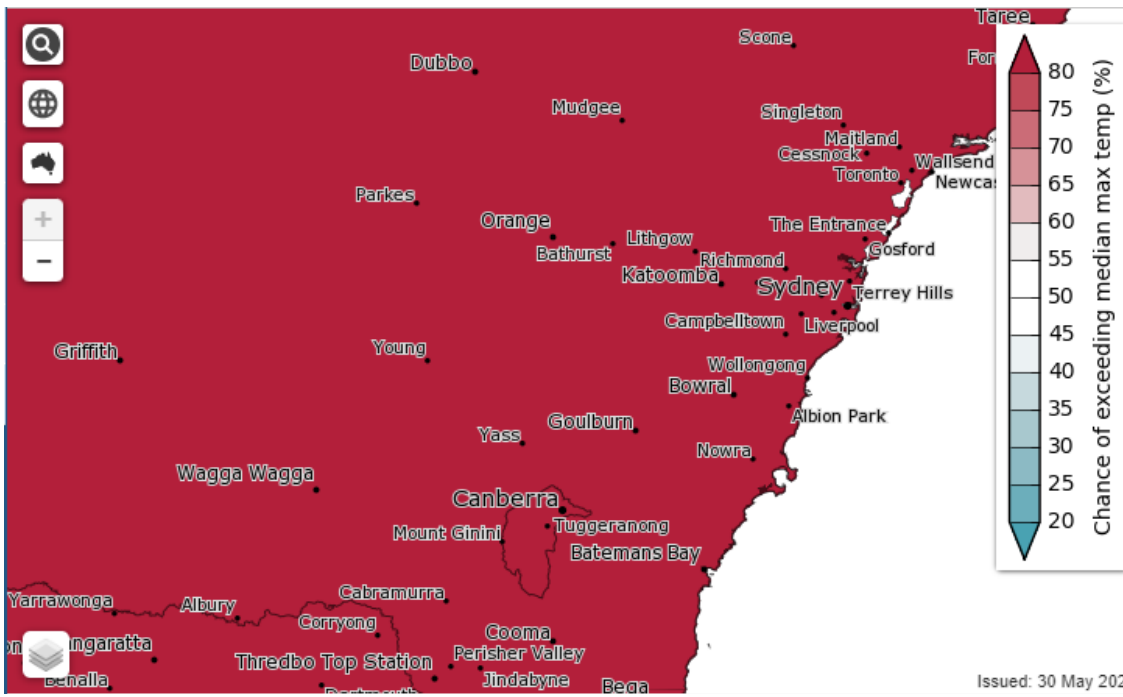 Taree
Scone
Dubbo
Mudgee
Singleton
Maitland
Cessnock
Wallsend
Toronto
Parkes
Orange
The Entrance
Lithgow
Bathurst
Gosford
Richmond
Katoomba
Sydney
Terrey Hills
Campbelltown
Liverpool
Griffith
Young
Wollongong
Bowral
Albion Park
Goulburn
Yass
Nowra
Wagga Wagga
Canberra
Tuggeranong
Mount Ginini
Batemans Bay
Cabramurra
Yarrawonga
Albury
Corryong
Cooma
Perisher Valley
Thredbo Top Station
Jindabyne
Benalla
Dartmouth
Bega
80
75
70
65
60
55
50
45
40
35
30
25
20
Chance of exceeding median max temp (%)
Issued: 30 May 202